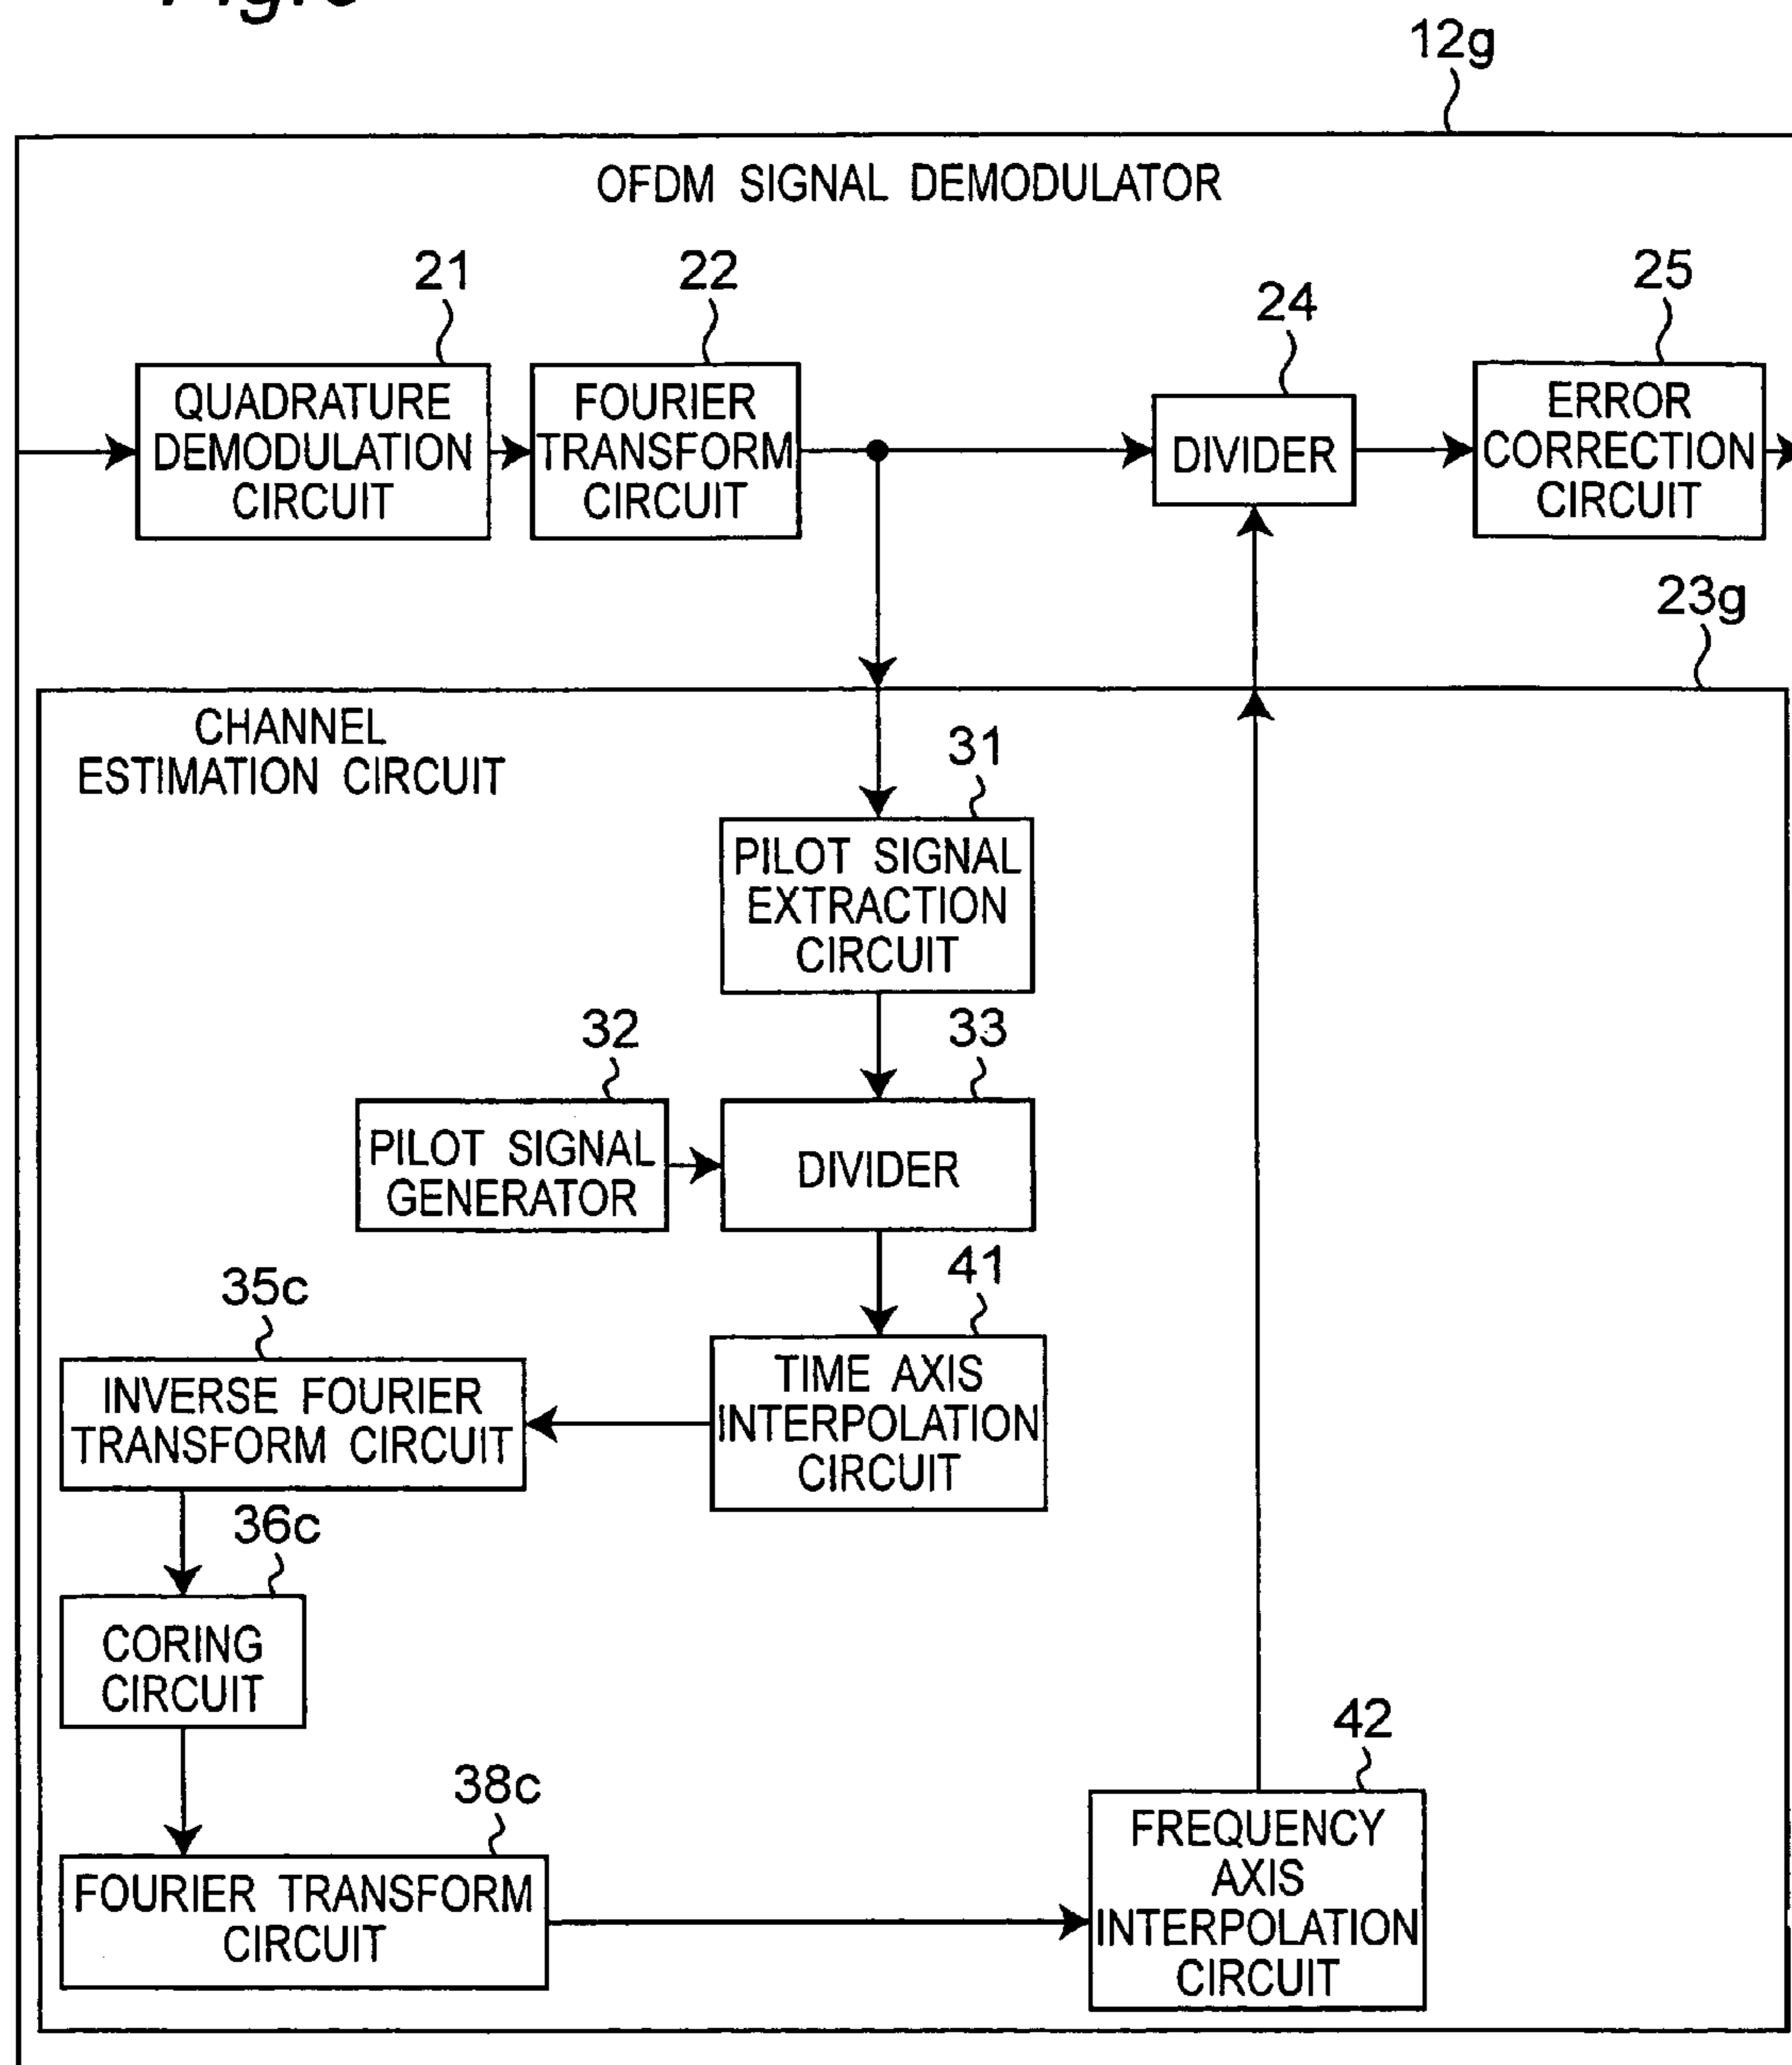 12g
OFDM SIGNAL DEMODULATOR
21
22
24
25
QUADRATURE
DEMODULATION
CIRCUIT
FOURIER
TRANSFORM
CIRCUIT
DIVIDER
ERROR
CORRECTION
CIRCUIT
23g
CHANNEL
ESTIMATION CIRCUIT
31
PILOT SIGNAL
EXTRACTION
CIRCUIT
32
33
PILOT SIGNAL
GENERATOR
DIVIDER
41
35c
TIME AXIS
INTERPOLATION
CIRCUIT
INVERSE FOURIER
TRANSFORM CIRCUIT
36c
CORING
CIRCUIT
42
38c
FREQUENCY
AXIS
INTERPOLATION
CIRCUIT
FOURIER TRANSFORM
CIRCUIT